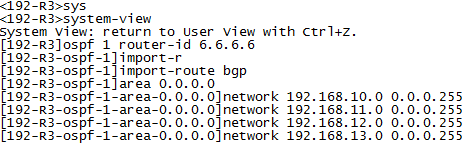 <192-R3>sys
<192-R3>system-view
System View: return to User View with Ctrl+Z.
[192-R3]ospf 1 router-id 6.6.6.6
[192-R3-ospf-1]import-r
[192-R3-ospf-1]import-route bgp
[192-R3-ospf-1]area 0.0.0.0
[192-R3-ospf-1-area-0.0.0.0]network 192.168.10.0 0.0.0.255
[192-R3-ospf-1-area-0.0.0.0]network 192.168.11.0 0.0.0.255
[192-R3-ospf-1-area-0.0.0.0]network 192.168.12.0 0.0.0.255
[192-R3-ospf-1-area-0.0.0.0]network 192.168.13.0 0.0.0.255